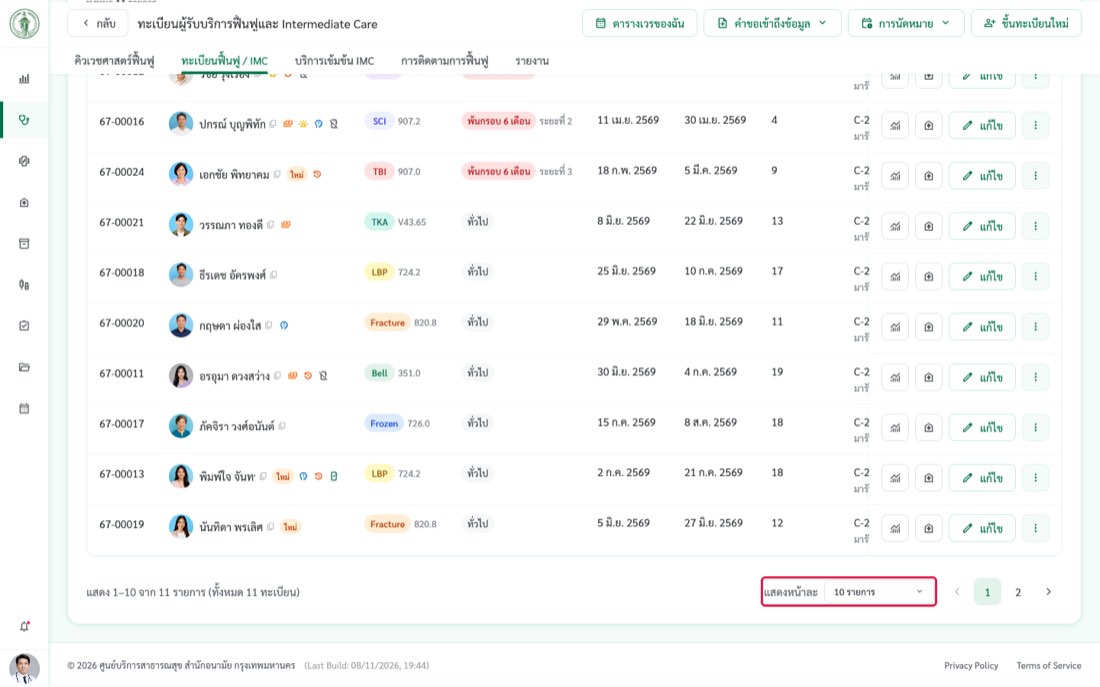 กลับ ทะเบียนผู้รับบริการฟื้นฟูและ Intermediate Care ตารางเวรของฉัน คำขอเข้าถึงข้อมูล การนัดหมาย ขึ้นทะเบียนใหม่
คิวเวชศาสตร์ฟื้นฟู ทะเบียนฟื้นฟู / IMC บริการเข้มข้น IMC การติดตามการฟื้นฟู รายงาน
แก้ไข
มารี
67-00016 ปกรณ์ บุญพิทัก SCI 907.2 พ้นกรอบ 6 เดือน ระยะที่ 2 11 เม.ย. 2569 30 เม.ย. 2569 4 C-2 แก้ไข
มารี
67-00024 เอกชัย พิทยาคม ใหม่ TBI 907.0 พ้นกรอบ 6 เดือน ระยะที่ 3 18 ก.พ. 2569 5 มี.ค. 2569 9 C-2 แก้ไข
มารี
67-00021 วรรณภา ทองดี TKA V43.65 ทั่วไป 8 มิ.ย. 2569 22 มิ.ย. 2569 13 C-2 แก้ไข
มารี
67-00018 ธีรเดช อัครพงศ์ LBP 724.2 ทั่วไป 25 มิ.ย. 2569 10 ก.ค. 2569 17 C-2 แก้ไข
มารี
67-00020 กฤษดา ผ่องใส Fracture 820.8 ทั่วไป 29 พ.ค. 2569 18 มิ.ย. 2569 11 C-2 แก้ไข
มารี
67-00011 อรอุมา ดวงสว่าง Bell 351.0 ทั่วไป 30 มิ.ย. 2569 4 ก.ค. 2569 19 C-2 แก้ไข
มารี
67-00017 ภัคจิรา วงศ์อนันต์ Frozen 726.0 ทั่วไป 15 ก.ค. 2569 8 ส.ค. 2569 18 C-2 แก้ไข
มารี
67-00013 พิมพ์ใจ จันท ใหม่ LBP 724.2 ทั่วไป 2 ก.ค. 2569 21 ก.ค. 2569 18 C-2 แก้ไข
มารี
67-00019 นันทิดา พรเลิศ ใหม่ Fracture 820.8 ทั่วไป 5 มิ.ย. 2569 27 มิ.ย. 2569 12 C-2 แก้ไข
มารี
แสดง 1–10 จาก 11 รายการ (ทั้งหมด 11 ทะเบียน) แสดงหน้าละ 10 รายการ 1 2
© 2026 ศูนย์บริการสาธารณสุข สำนักอนามัย กรุงเทพมหานคร (Last Build: 08/11/2026, 19:44) Privacy Policy Terms of Service